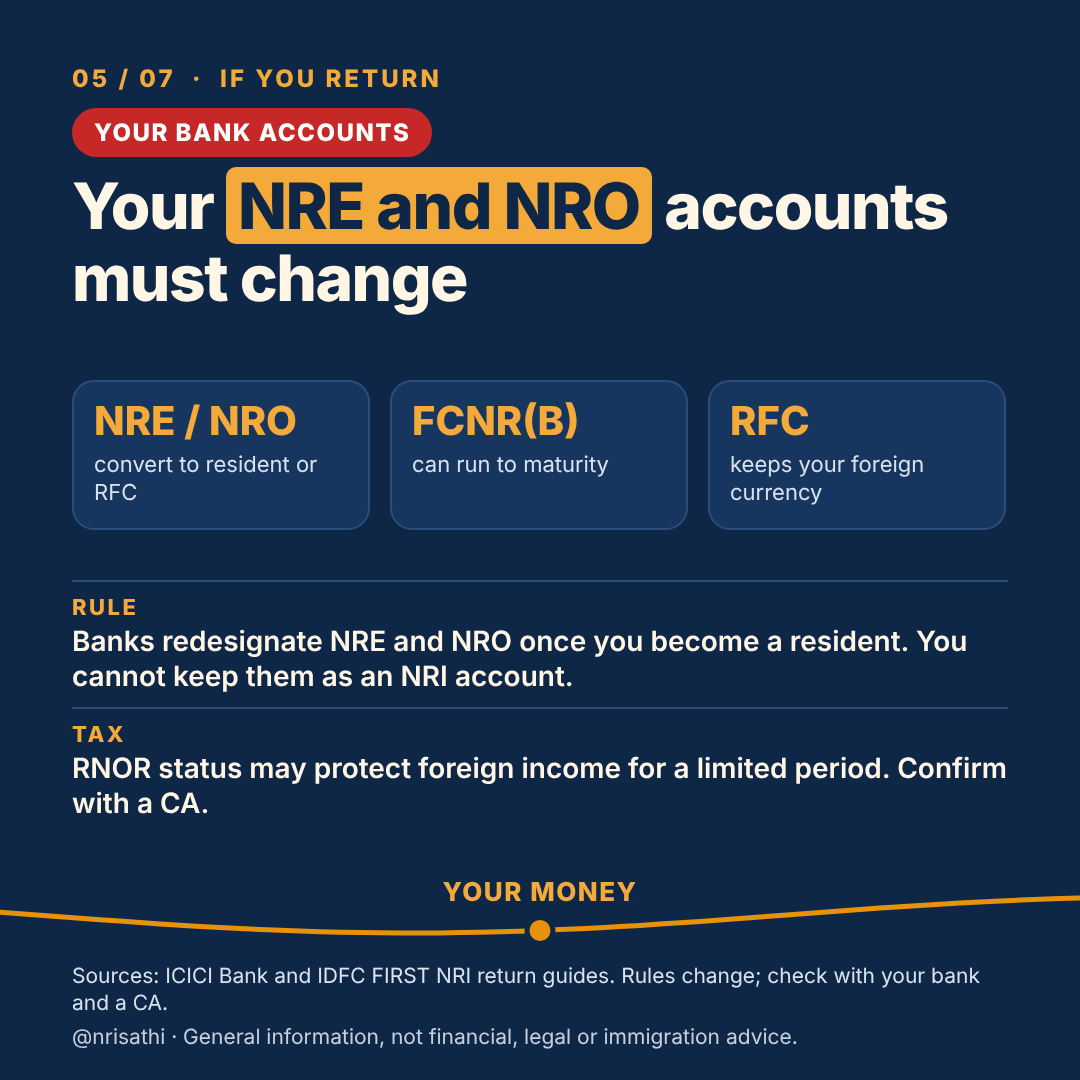 05 / 07 · IF YOU RETURN
YOUR BANK ACCOUNTS
Your NRE and NRO accounts
must change
NRE / NRO
convert to resident or
RFC
FCNR(B)
can run to maturity
RFC
keeps your foreign
currency
RULE
Banks redesignate NRE and NRO once you become a resident. You
cannot keep them as an NRI account.
TAX
RNOR status may protect foreign income for a limited period. Confirm
with a CA.
YOUR MONEY
Sources: ICICI Bank and IDFC FIRST NRI return guides. Rules change; check with your bank
and a CA.
@nrisathi · General information, not financial, legal or immigration advice.